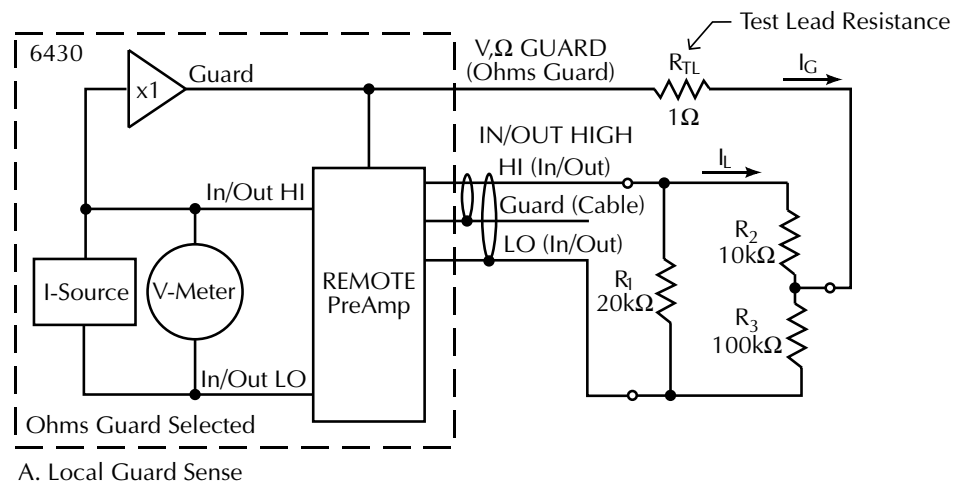 Test Lead Resistance
6430
x1
Guard
V,Ω GUARD
(Ohms Guard)
R_TL
1Ω
I_G
IN/OUT HIGH
HI (In/Out)
I_L
In/Out HI
Guard (Cable)
LO (In/Out)
I-Source
V-Meter
REMOTE
PreAmp
R_1
20kΩ
R_2
10kΩ
R_3
100kΩ
In/Out LO
Ohms Guard Selected
A. Local Guard Sense